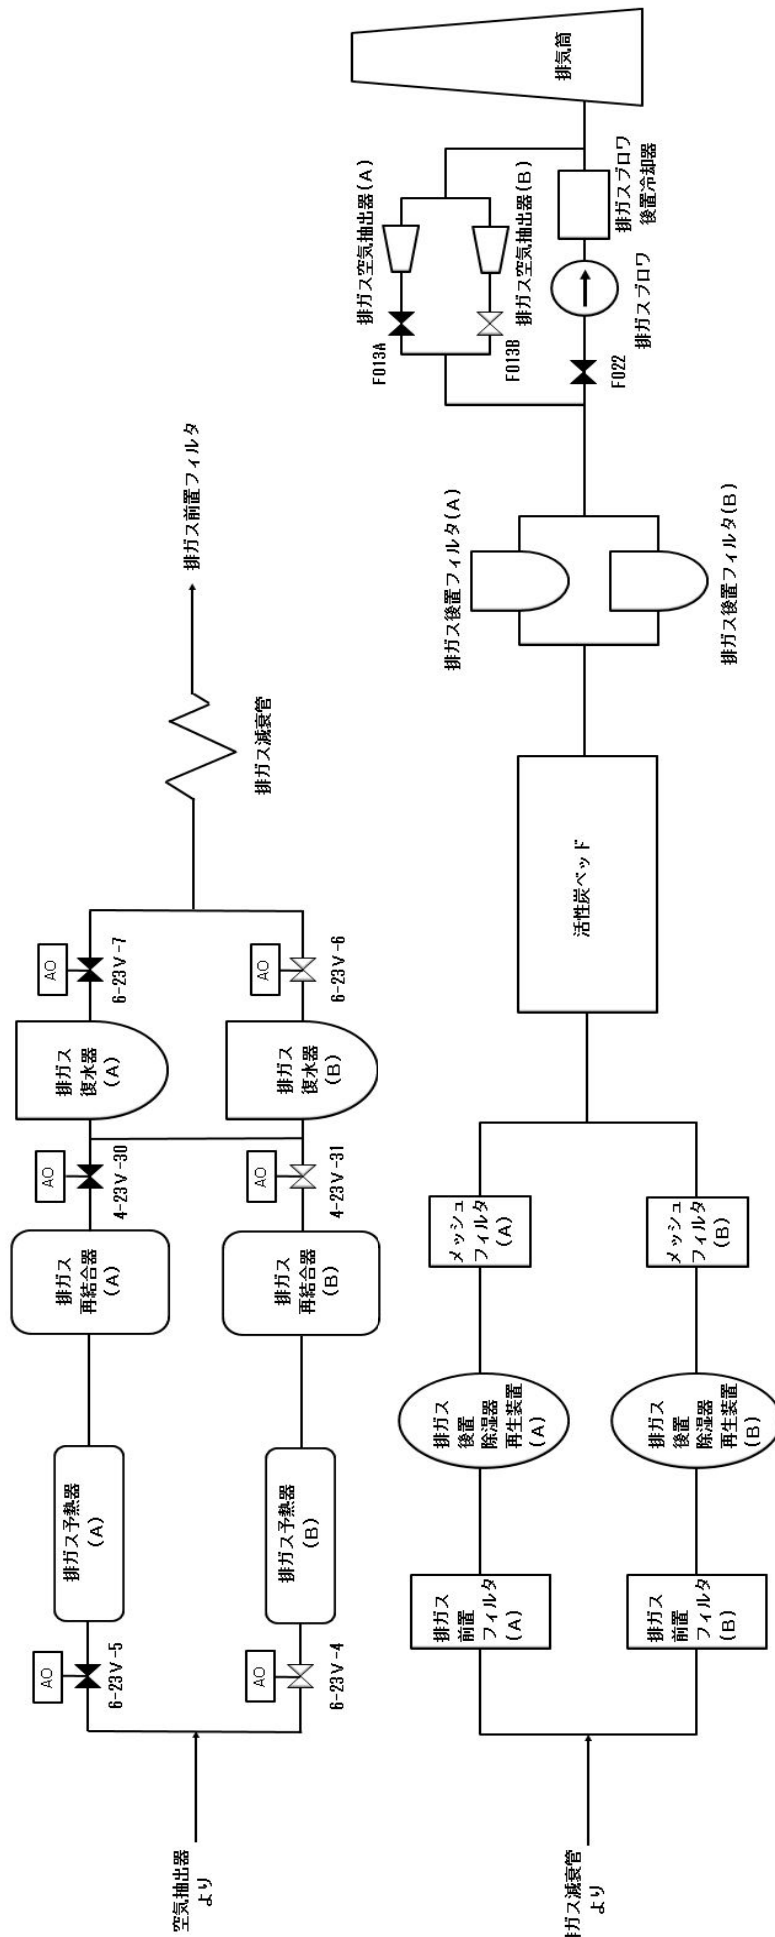 空気抽出器
より
AO
6-23V-5
排ガス予熱器
(A)
排ガス
再結合器
(A)
AO
4-23V-30
排ガス
復水器
(A)
AO
6-23V-7
AO
6-23V-4
排ガス予熱器
(B)
排ガス
再結合器
(B)
AO
4-23V-31
排ガス
復水器
(B)
AO
6-23V-6
排ガス減衰管
排ガス前置フィルタ
排ガス減衰管
より
排ガス
前置
フィルタ
(A)
排ガス
後置
除湿器
再生装置
(A)
メッシュ
フィルタ
(A)
排ガス
前置
フィルタ
(B)
排ガス
後置
除湿器
再生装置
(B)
メッシュ
フィルタ
(B)
活性炭ベッド
排ガス後置フィルタ(A)
排ガス後置フィルタ(B)
F013A
排ガス空気抽出器(A)
F013B
排ガス空気抽出器(B)
F022
排ガスブロワ
排ガスブロワ
後置冷却器
排気筒